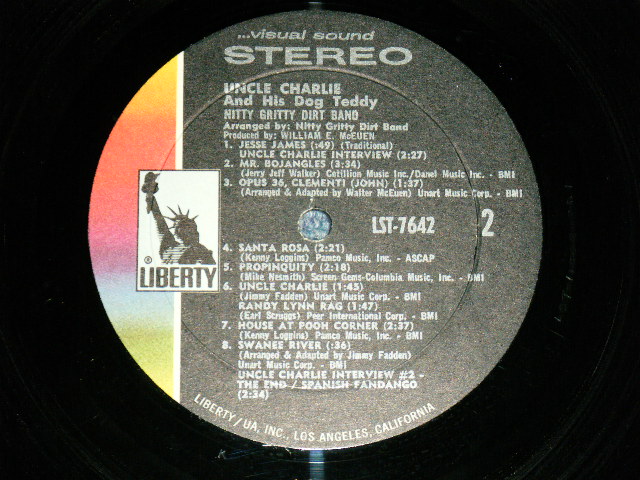 ...visual sound
STEREO
UNCLE CHARLIE
And His Dog Teddy
NITTY GRITTY DIRT BAND
Arranged by: Nitty Gritty Dirt Band
Produced by: WILLIAM E. McEUEN
1. JESSE JAMES (:49) (Traditional)
UNCLE CHARLIE INTERVIEW (2:27)
2. MR. BOJANGLES (3:34)
(Jerry Jeff Walker) Cotillion Music Inc./Danel Music Inc. - BMI
3. OPUS 36, CLEMENTI (JOHN) (1:37)
(Arranged & Adapted by Walter McEuen) Unart Music Corp. - BMI
LST-7642
2
4. SANTA ROSA (2:21)
(Kenny Loggins) Pamco Music, Inc. - ASCAP
5. PROPINQUITY (2:18)
(Mike Nesmith) Screen Gems-Columbia Music, Inc. - BMI
6. UNCLE CHARLIE (1:45)
(Jimmy Fadden) Unart Music Corp. - BMI
RANDY LYNN RAG (1:47)
(Earl Scruggs) Peer International Corp. - BMI
7. HOUSE AT POOH CORNER (2:37)
(Kenny Loggins) Pamco Music, Inc. - BMI
8. SWANEE RIVER (:36)
(Arranged & Adapted by Jimmy Fadden)
Unart Music Corp. - BMI
UNCLE CHARLIE INTERVIEW #2 -
THE END / SPANISH FANDANGO
(2:34)
® LIBERTY
LIBERTY/UA, INC., LOS ANGELES, CALIFORNIA